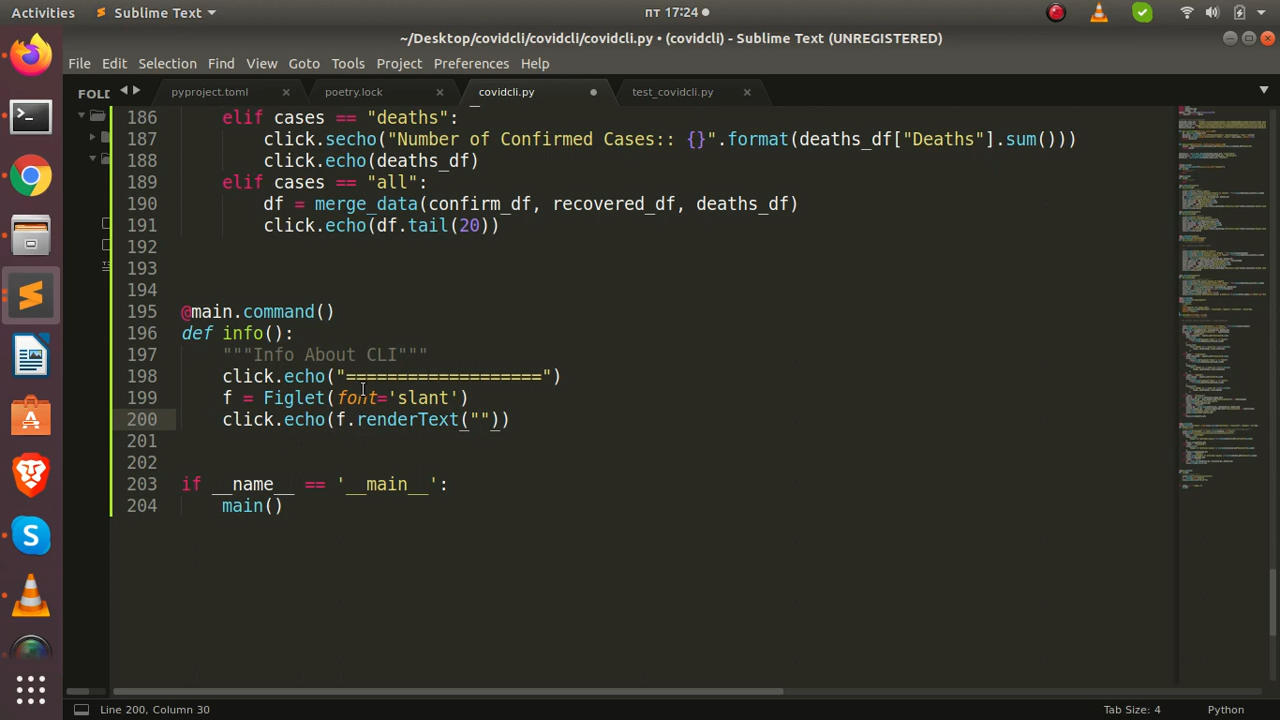 Activities
Sublime Text
пт 17:24
~/Desktop/covidcli/covidcli/covidcli.py • (covidcli) - Sublime Text (UNREGISTERED)
File Edit Selection Find View Goto Tools Project Preferences Help
FOLD
pyproject.toml
poetry.lock
covidcli.py
test_covidcli.py
186 elif cases == "deaths":
187 click.secho("Number of Confirmed Cases:: {}".format(deaths_df["Deaths"].sum()))
188 click.echo(deaths_df)
189 elif cases == "all":
190 df = merge_data(confirm_df, recovered_df, deaths_df)
191 click.echo(df.tail(20))
192
193
194
195 @main.command()
196 def info():
197 """Info About CLI"""
198 click.echo("===================")
199 f = Figlet(font='slant')
200 click.echo(f.renderText(""))
201
202
203 if __name__ == '__main__':
204 main()
Line 200, Column 30
Tab Size: 4
Python